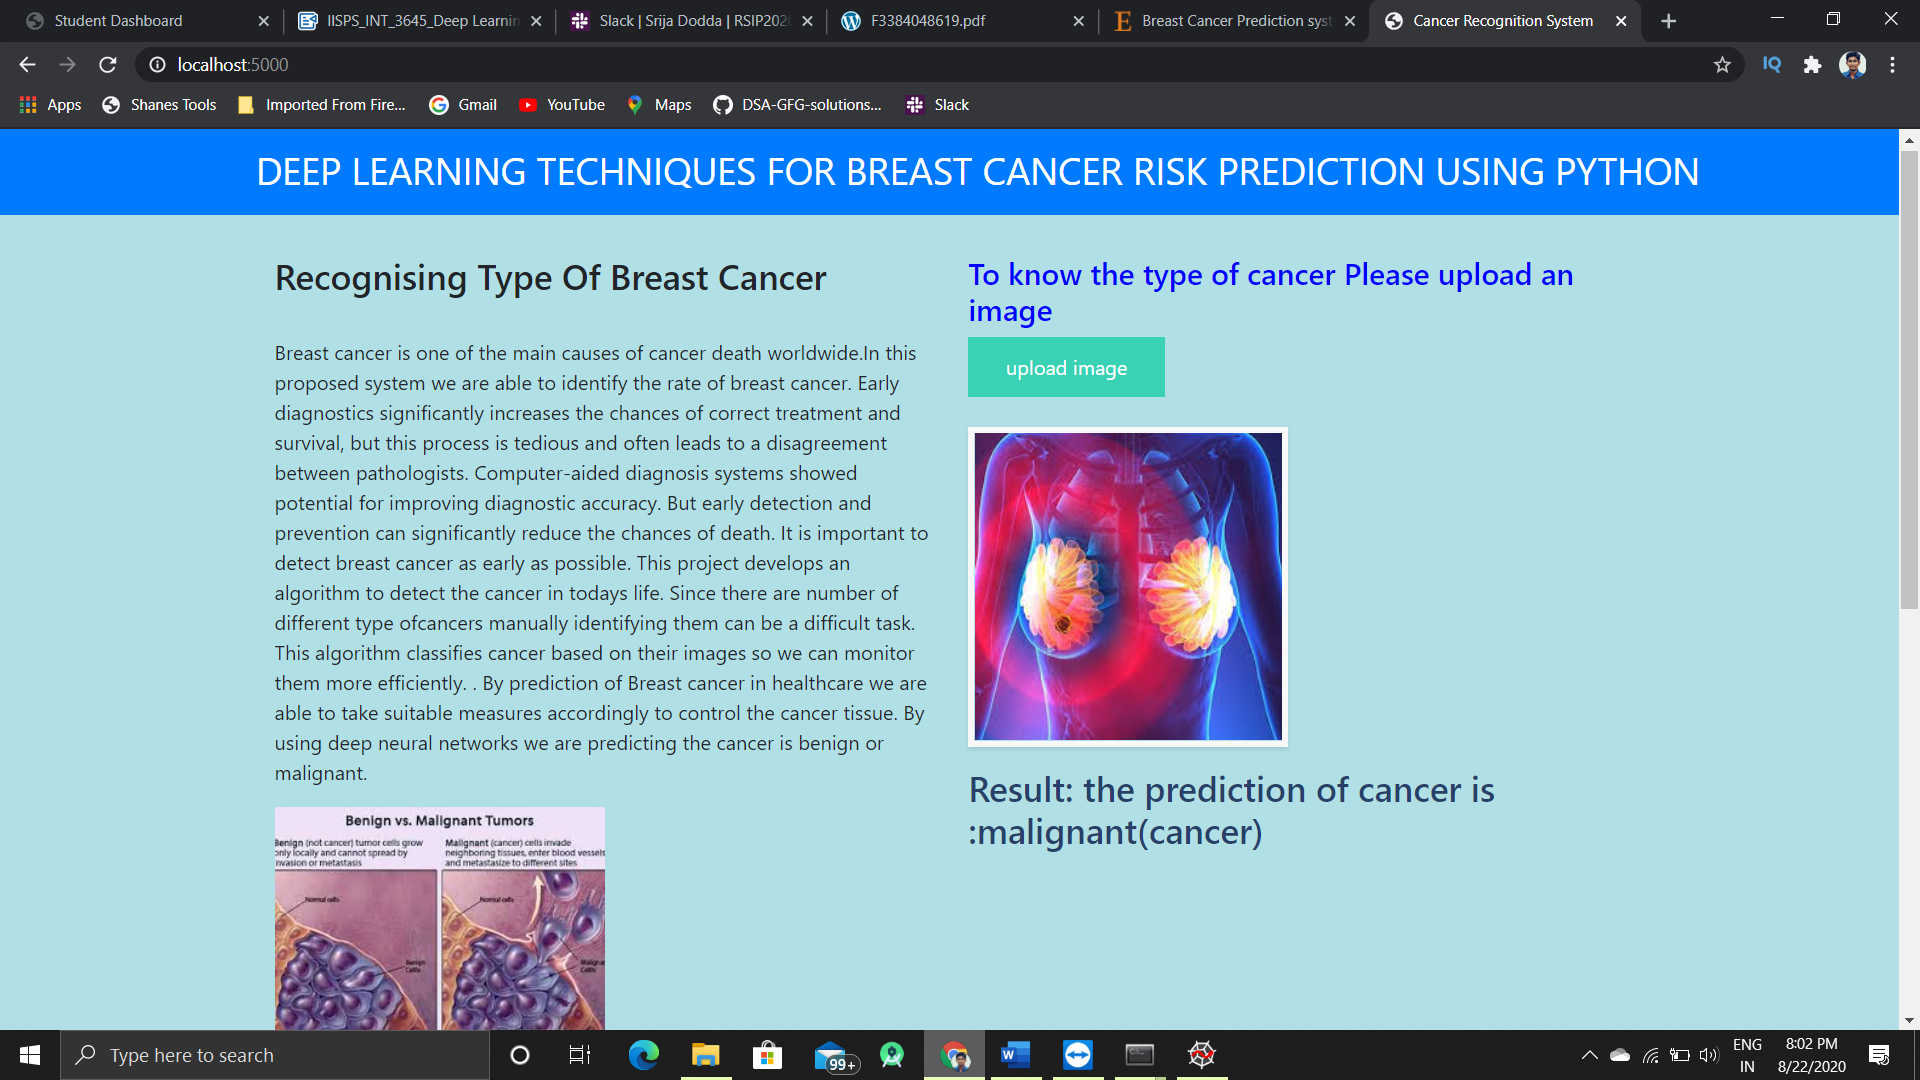 Student Dashboard
IISPS_INT_3645_Deep Learnin
Slack | Srija Dodda | RSIP202
F3384048619.pdf
Breast Cancer Prediction syst
Cancer Recognition System
localhost:5000
IQ
Apps
Shanes Tools
Imported From Fire...
Gmail
YouTube
Maps
DSA-GFG-solutions...
Slack
DEEP LEARNING TECHNIQUES FOR BREAST CANCER RISK PREDICTION USING PYTHON
Recognising Type Of Breast Cancer
Breast cancer is one of the main causes of cancer death worldwide.In this
proposed system we are able to identify the rate of breast cancer. Early
diagnostics significantly increases the chances of correct treatment and
survival, but this process is tedious and often leads to a disagreement
between pathologists. Computer-aided diagnosis systems showed
potential for improving diagnostic accuracy. But early detection and
prevention can significantly reduce the chances of death. It is important to
detect breast cancer as early as possible. This project develops an
algorithm to detect the cancer in todays life. Since there are number of
different type ofcancers manually identifying them can be a difficult task.
This algorithm classifies cancer based on their images so we can monitor
them more efficiently. . By prediction of Breast cancer in healthcare we are
able to take suitable measures accordingly to control the cancer tissue. By
using deep neural networks we are predicting the cancer is benign or
malignant.
Benign vs. Malignant Tumors
Benign (not cancer) tumor cells grow
only locally and cannot spread by
invasion or metastasis
Malignant (cancer) cells invade
neighboring tissues, enter blood vessels
and metastasize to different sites
Normal cells
Normal cells
Benign
Cells
Malignan
Cells
To know the type of cancer Please upload an
image
upload image
Result: the prediction of cancer is
:malignant(cancer)
Type here to search
99+
ENG
IN
8:02 PM
8/22/2020